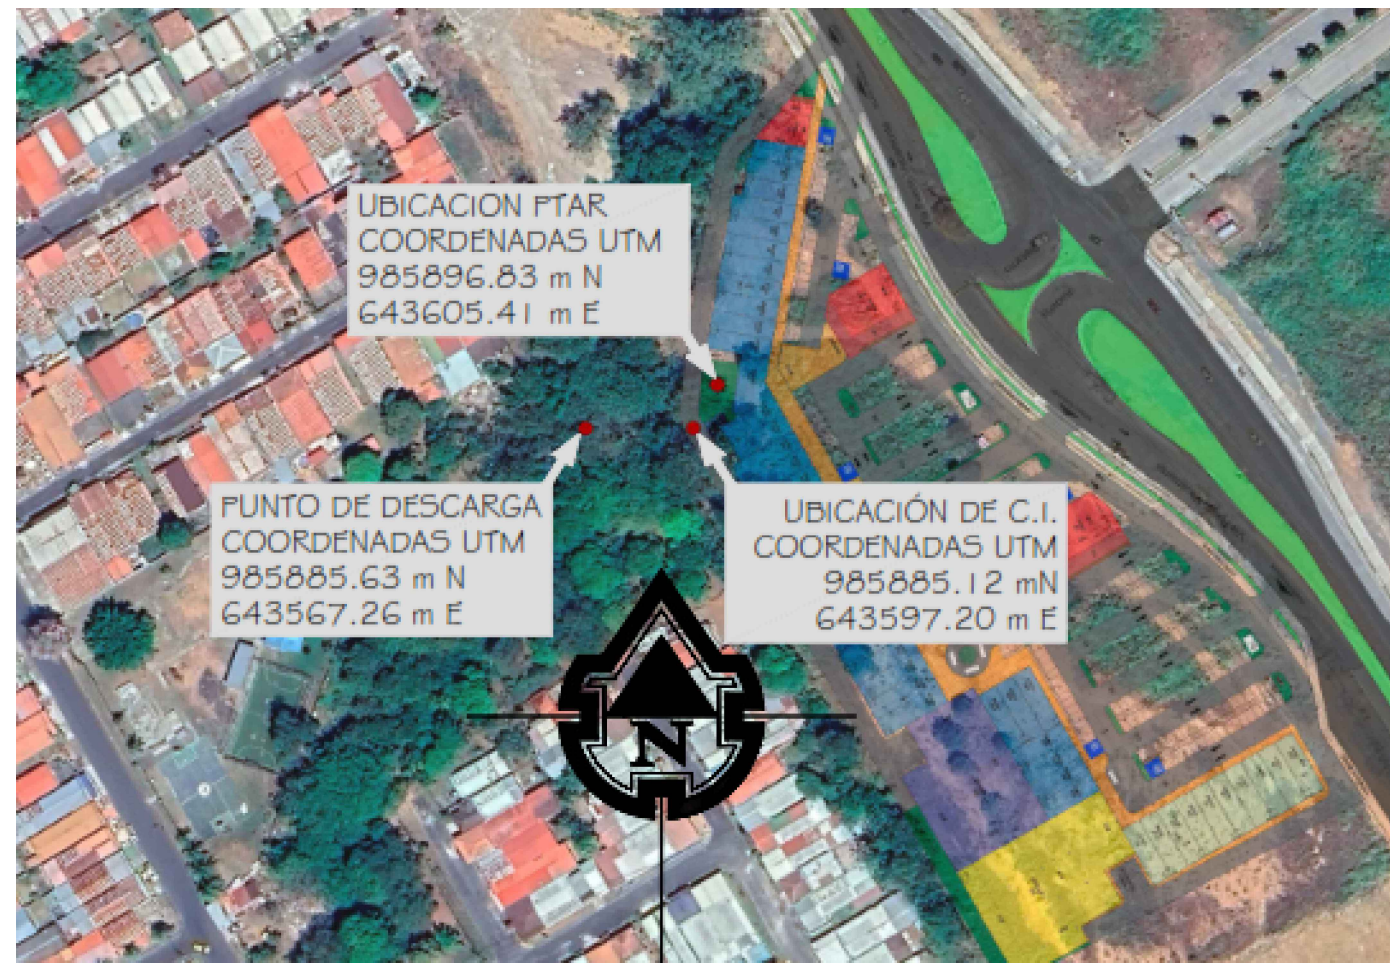 UBICACION PTAR
COORDENADAS UTM
985896.83 m N
643605.41 m E
PUNTO DE DESCARGA
COORDENADAS UTM
985885.63 m N
643567.26 m E
UBICACIÓN DE C.I.
COORDENADAS UTM
985885.12 mN
643597.20 m E
N